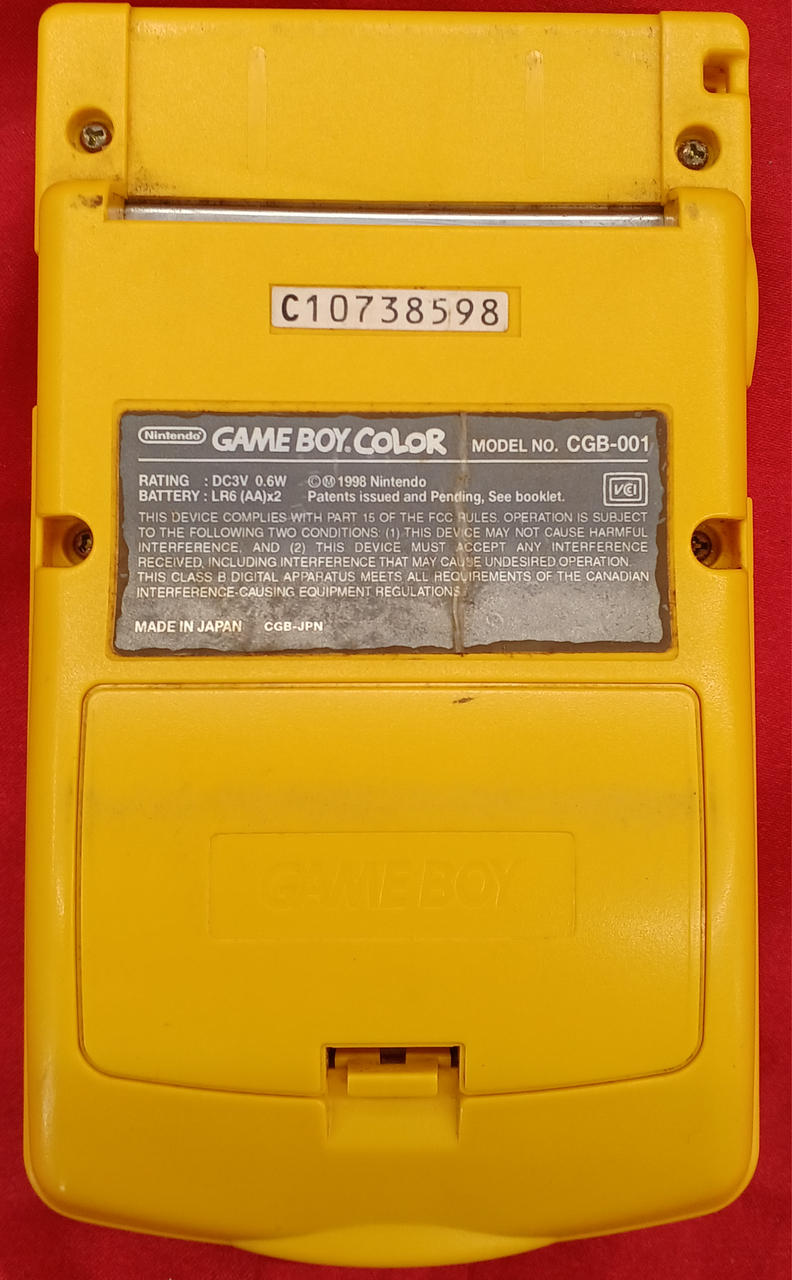 C10738598
Nintendo GAME BOY COLOR MODEL NO. CGB-001
RATING : DC3V 0.6W ©Ⓜ1998 Nintendo
BATTERY : LR6 (AA)x2 Patents issued and Pending, See booklet.
VCI
THIS DEVICE COMPLIES WITH PART 15 OF THE FCC RULES. OPERATION IS SUBJECT
TO THE FOLLOWING TWO CONDITIONS: (1) THIS DEVICE MAY NOT CAUSE HARMFUL
INTERFERENCE, AND (2) THIS DEVICE MUST ACCEPT ANY INTERFERENCE
RECEIVED, INCLUDING INTERFERENCE THAT MAY CAUSE UNDESIRED OPERATION.
THIS CLASS B DIGITAL APPARATUS MEETS ALL REQUIREMENTS OF THE CANADIAN
INTERFERENCE-CAUSING EQUIPMENT REGULATIONS.
MADE IN JAPAN CGB-JPN
GAME BOY